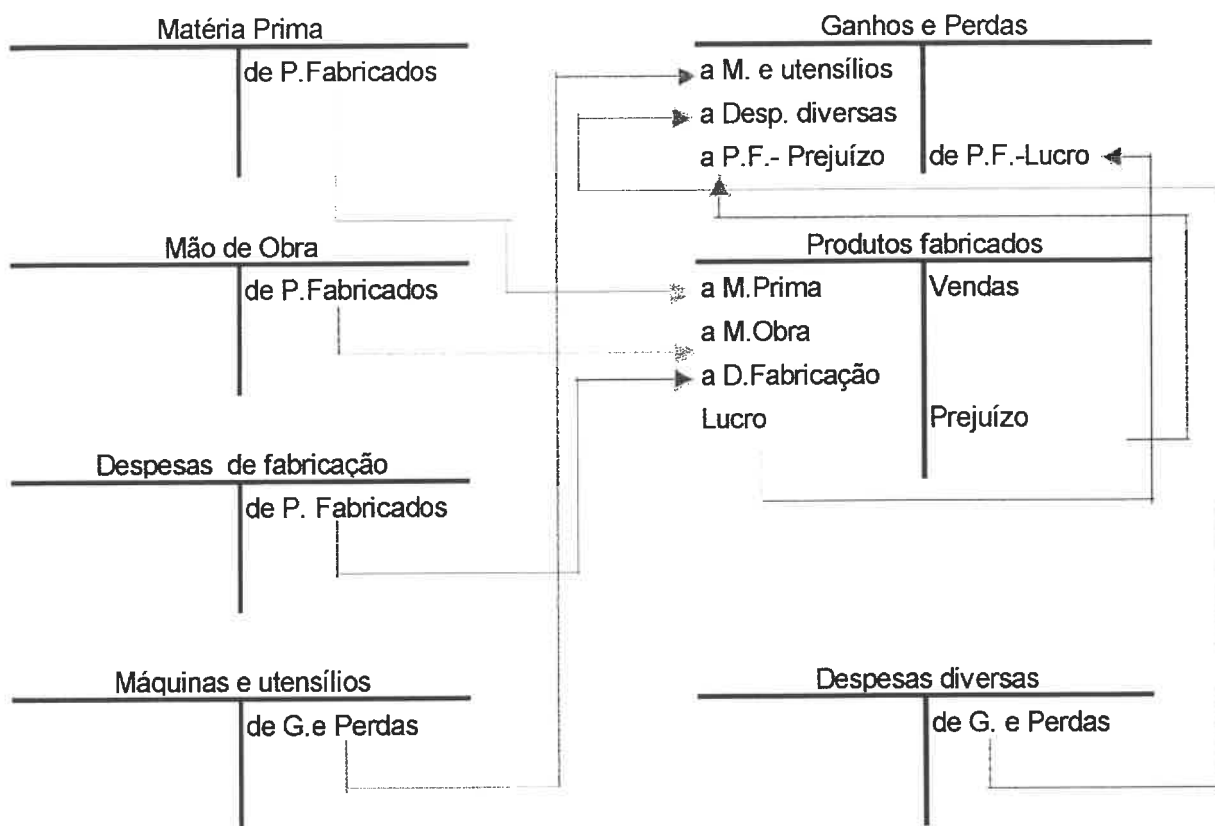 Matéria Prima
de P.Fabricados
Mão de Obra
de P.Fabricados
Despesas de fabricação
de P. Fabricados
Máquinas e utensílios
de G.e Perdas
Ganhos e Perdas
a M. e utensílios
a Desp. diversas
a P.F.- Prejuízo
de P.F.-Lucro
Produtos fabricados
a M.Prima
Vendas
a M.Obra
a D.Fabricação
Lucro
Prejuízo
Despesas diversas
de G. e Perdas